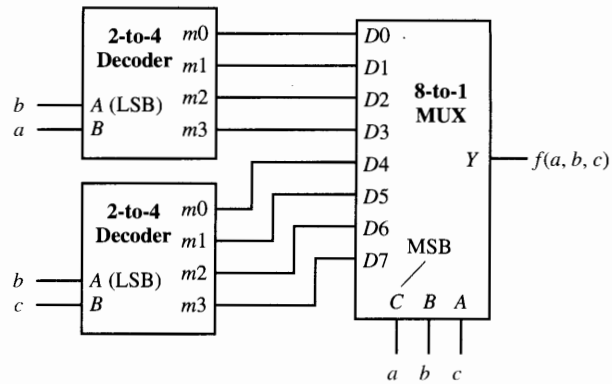 2-to-4
Decoder
m0
m1
m2
m3
b
A (LSB)
a
B
2-to-4
Decoder
m0
m1
m2
m3
b
A (LSB)
c
B
D0
D1
D2
D3
D4
D5
D6
D7
8-to-1
MUX
Y
f(a, b, c)
MSB
C B A
a b c